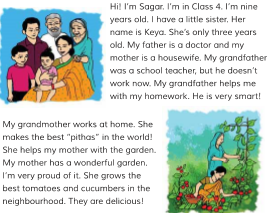 Hi! I'm Sagar. I'm in Class 4. I'm nine
years old. I have a little sister. Her
name is Keya. She's only three years
old. My father is a doctor and my
mother is a housewife. My grandfather
was a school teacher, but he doesn't
work now. My grandfather helps me
with my homework. He is very smart!
My grandmother works at home. She
makes the best "pithas" in the world!
She helps my mother with the garden.
My mother has a wonderful garden.
I'm very proud of it. She grows the
best tomatoes and cucumbers in the
neighbourhood. They are delicious!